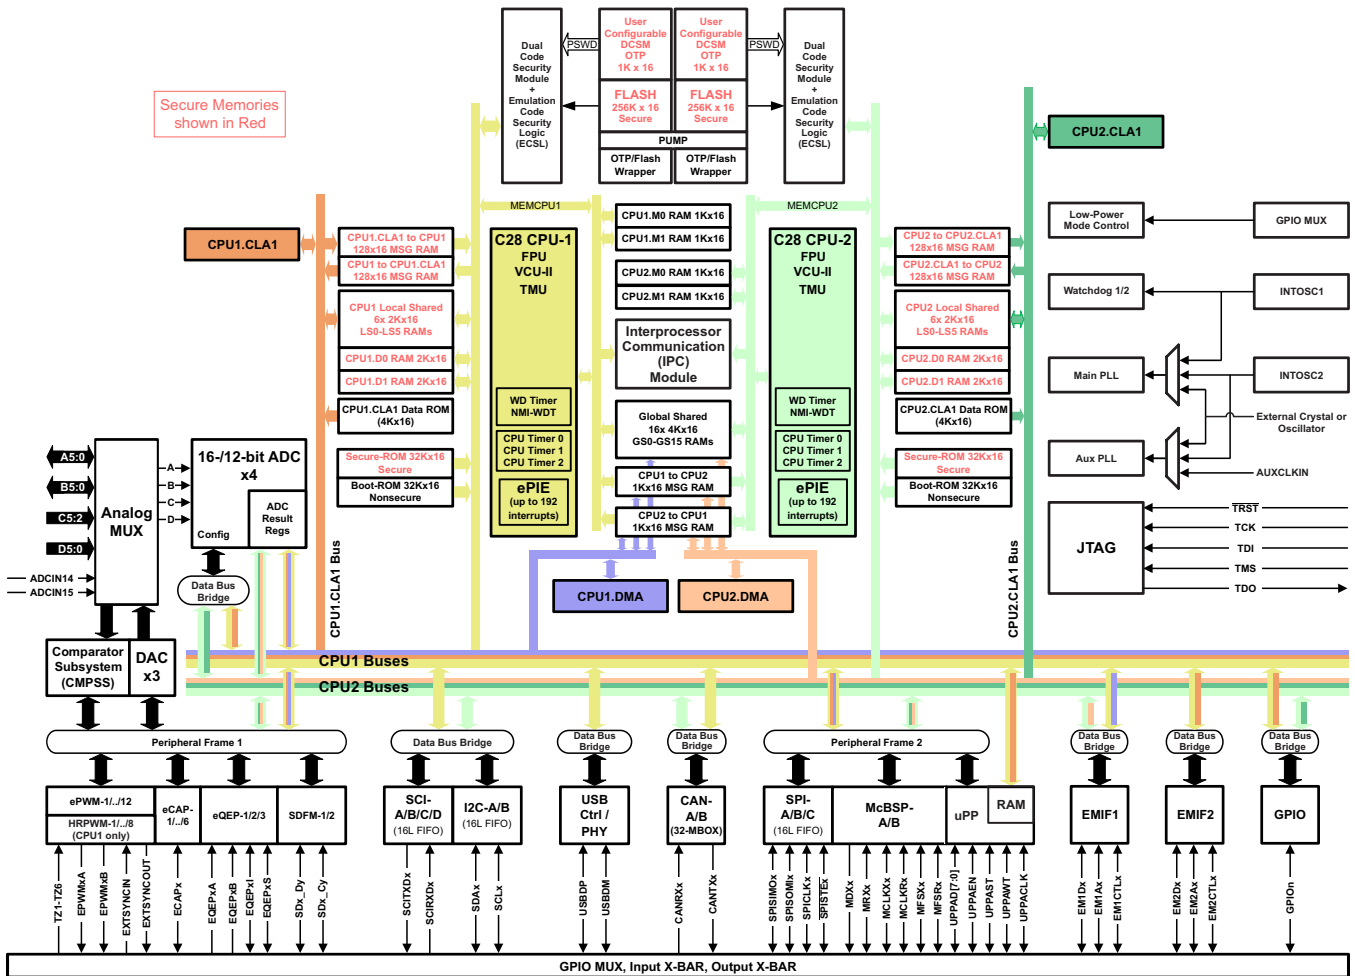 Secure Memories
shown in Red
Dual
Code
Security
Module
+
Emulation
Code
Security
Logic
(ECSL)
PSWD
User
Configurable
DCSM
OTP
1K x 16
User
Configurable
DCSM
OTP
1K x 16
PSWD
FLASH
256K x 16
Secure
FLASH
256K x 16
Secure
PUMP
OTP/Flash
Wrapper
OTP/Flash
Wrapper
Dual
Code
Security
Module
+
Emulation
Code
Security
Logic
(ECSL)
CPU2.CLA1
MEMCPU1
MEMCPU2
CPU1.CLA1
CPU1.CLA1 to CPU1
128x16 MSG RAM
CPU1 to CPU1.CLA1
128x16 MSG RAM
CPU1 Local Shared
6x 2Kx16
LS0-LS5 RAMs
CPU1.D0 RAM 2Kx16
CPU1.D1 RAM 2Kx16
CPU1.CLA1 Data ROM
(4Kx16)
Secure-ROM 32Kx16
Secure
Boot-ROM 32Kx16
Nonsecure
C28 CPU-1
FPU
VCU-II
TMU
WD Timer
NMI-WDT
CPU Timer 0
CPU Timer 1
CPU Timer 2
ePIE
(up to 192
interrupts)
CPU1.M0 RAM 1Kx16
CPU1.M1 RAM 1Kx16
CPU2.M0 RAM 1Kx16
CPU2.M1 RAM 1Kx16
Interprocessor
Communication
(IPC)
Module
Global Shared
16x 4Kx16
GS0-GS15 RAMs
CPU1 to CPU2
1Kx16 MSG RAM
CPU2 to CPU1
1Kx16 MSG RAM
CPU1.DMA
CPU2.DMA
C28 CPU-2
FPU
VCU-II
TMU
WD Timer
NMI-WDT
CPU Timer 0
CPU Timer 1
CPU Timer 2
ePIE
(up to 192
interrupts)
CPU2 to CPU2.CLA1
128x16 MSG RAM
CPU2.CLA1 to CPU2
128x16 MSG RAM
CPU2 Local Shared
6x 2Kx16
LS0-LS5 RAMs
CPU2.D0 RAM 2Kx16
CPU2.D1 RAM 2Kx16
CPU2.CLA1 Data ROM
(4Kx16)
Secure-ROM 32Kx16
Secure
Boot-ROM 32Kx16
Nonsecure
Low-Power
Mode Control
GPIO MUX
Watchdog 1/2
INTOSC1
Main PLL
INTOSC2
External Crystal or
Oscillator
Aux PLL
AUXCLKIN
JTAG
TRST
TCK
TDI
TMS
TDO
A5:0
B5:0
C5:2
D5:0
ADCIN14
ADCIN15
Analog
MUX
A
B
C
D
16-/12-bit ADC
x4
Config
ADC
Result
Regs
Data Bus
Bridge
CPU1.CLA1 Bus
CPU2.CLA1 Bus
Comparator
Subsystem
(CMPSS)
DAC
x3
CPU1 Buses
CPU2 Buses
Peripheral Frame 1
Data Bus Bridge
Data Bus
Bridge
Data Bus
Bridge
Peripheral Frame 2
Data Bus
Bridge
Data Bus
Bridge
Data Bus
Bridge
ePWM-1/../12
HRPWM-1/../8
(CPU1 only)
eCAP-
1/../6
eQEP-1/2/3
SDFM-1/2
SCI-
A/B/C/D
(16L FIFO)
I2C-A/B
(16L FIFO)
USB
Ctrl /
PHY
CAN-
A/B
(32-MBOX)
SPI-
A/B/C
(16L FIFO)
McBSP-
A/B
uPP
RAM
EMIF1
EMIF2
GPIO
TZ1-TZ6
EPWMxA
EPWMxB
EXTSYNCIN
EXTSYNCOUT
ECAPx
EQEPxA
EQEPxB
EQEPxI
EQEPxS
SDx_Dy
SDx_Cy
SCITXDx
SCIRXDx
SDAx
SCLx
USBDP
USBDM
CANRXx
CANTXx
SPISIMOx
SPISOMIx
SPICLKx
SPISTEx
MDXx
MRXx
MCLKXx
MCLKRx
MFSXx
MFSRx
UPPAD[7:0]
UPPAEN
UPPAST
UPPAWT
UPPACLK
EM1Dx
EM1Ax
EM1CTLx
EM2Dx
EM2Ax
EM2CTLx
GPIOn
GPIO MUX, Input X-BAR, Output X-BAR